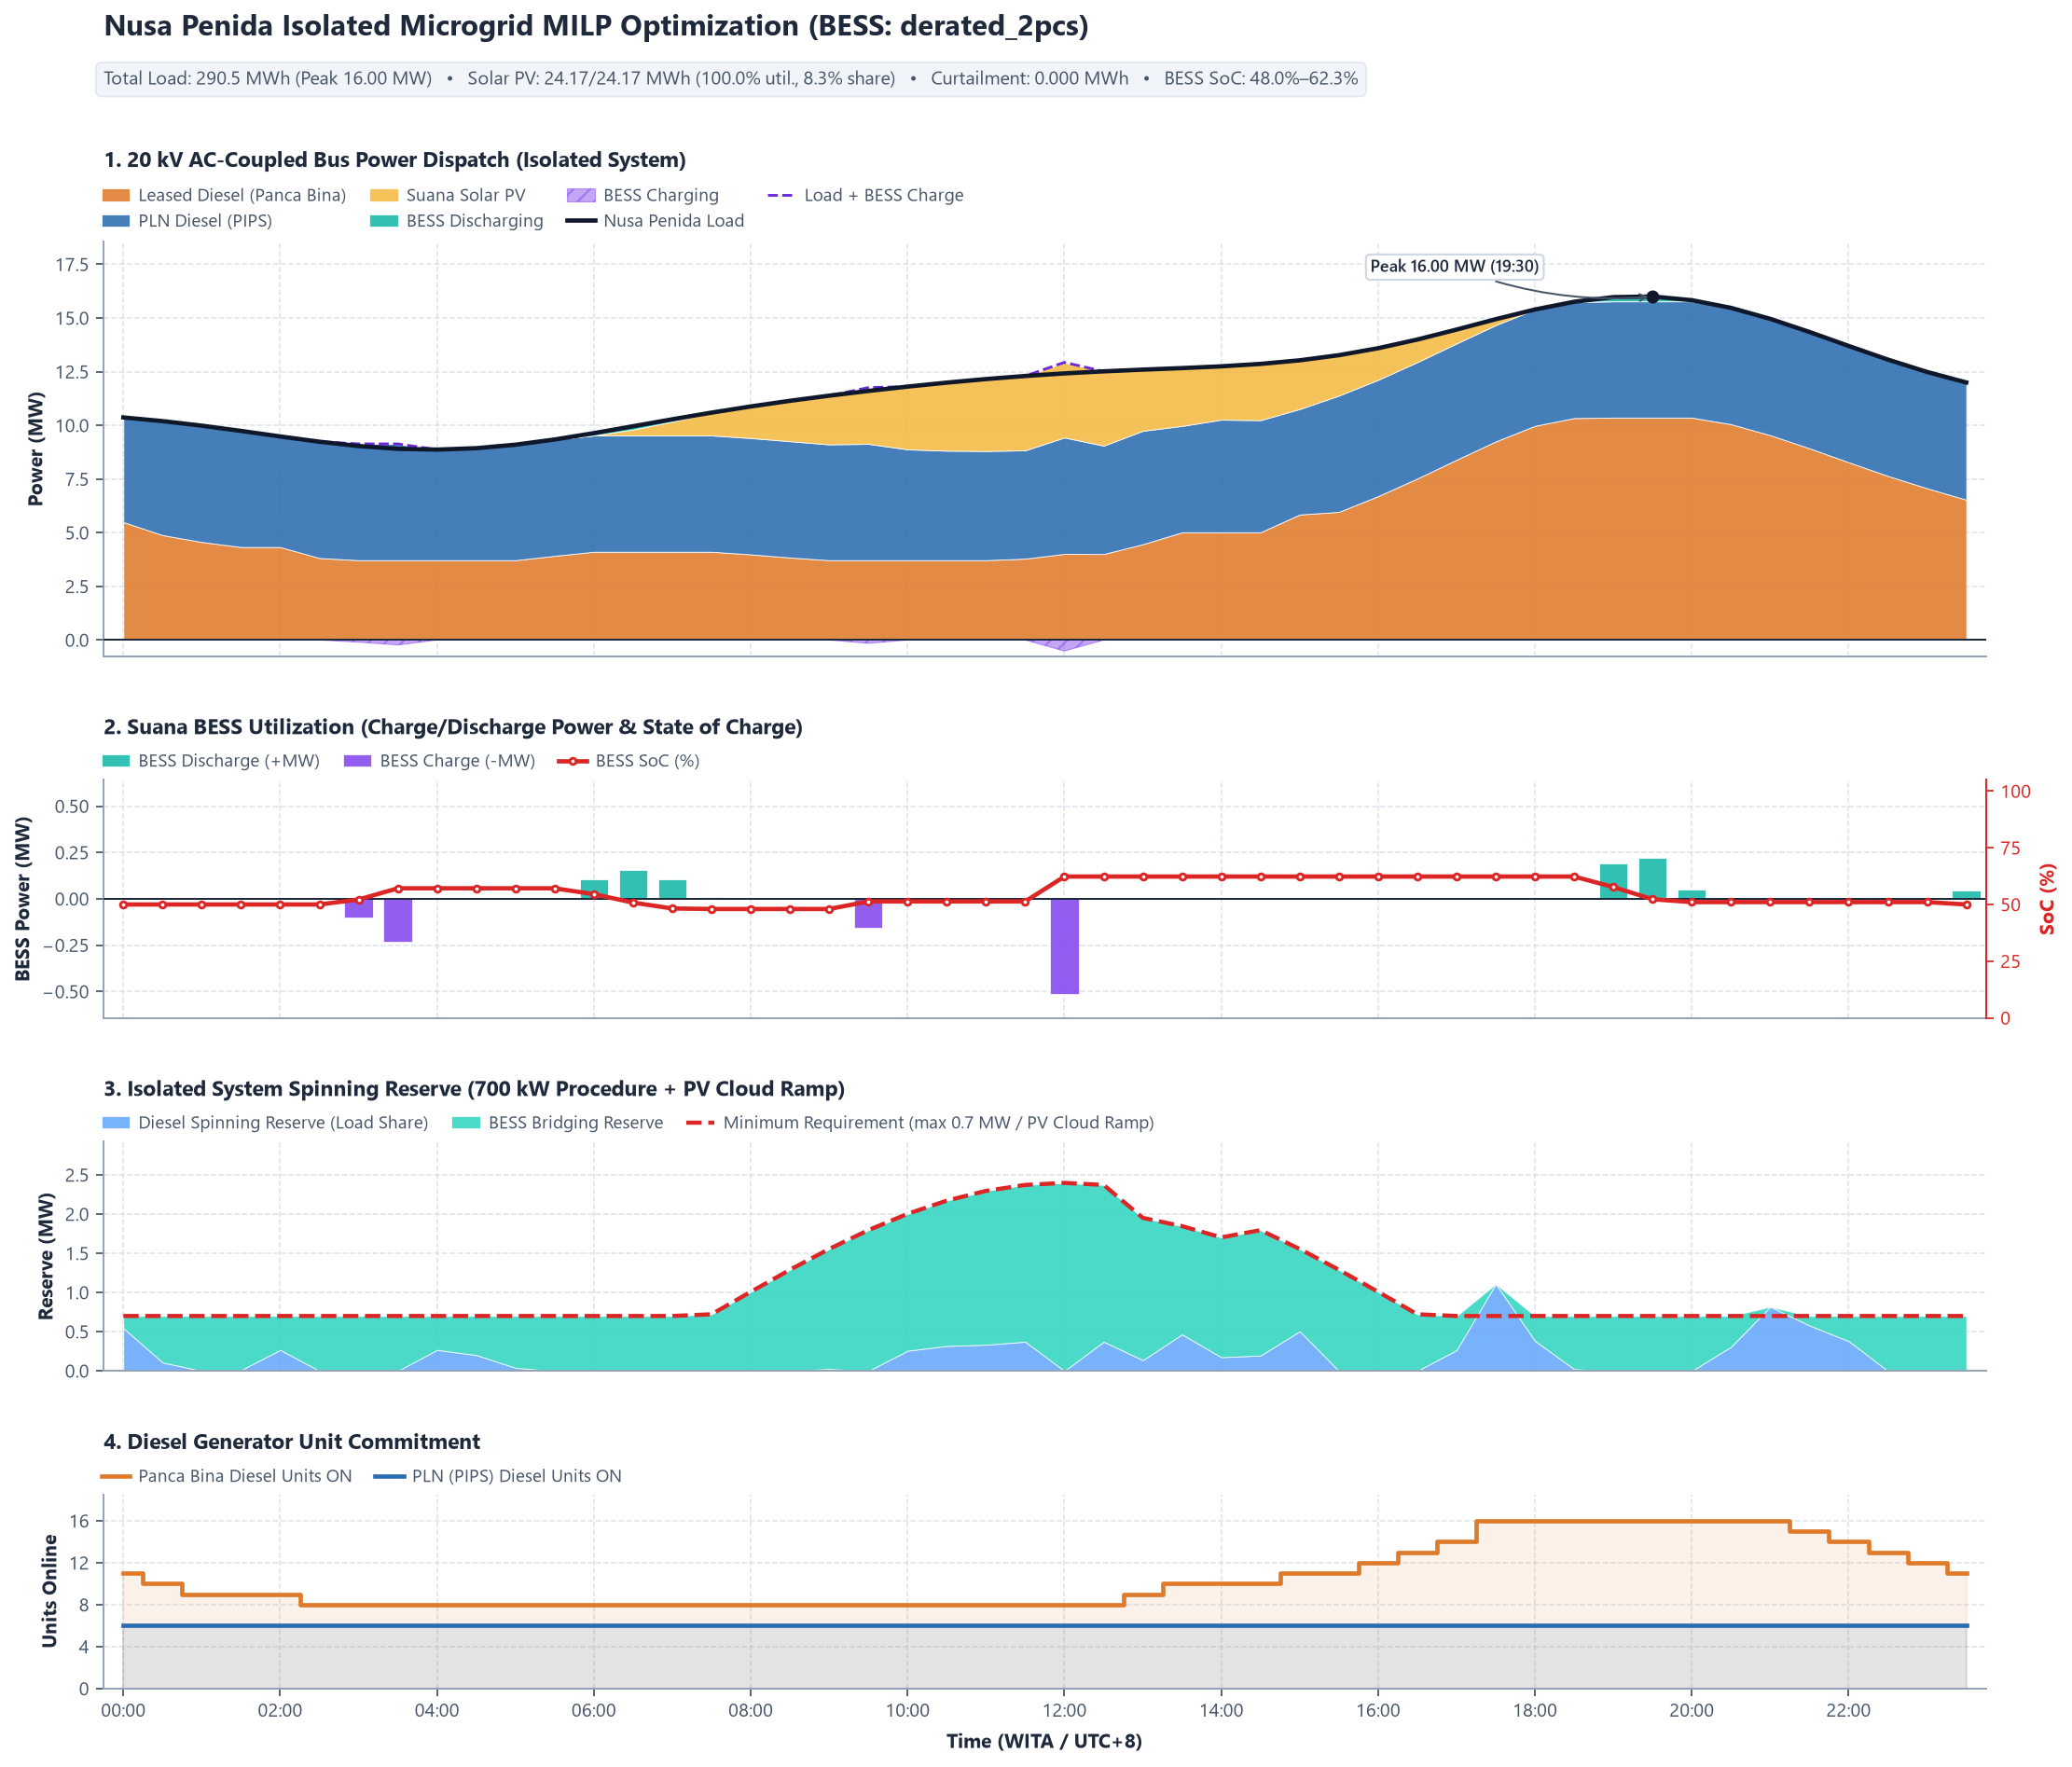 Nusa Penida Isolated Microgrid MILP Optimization (BESS: derated_2pcs)
Total Load: 290.5 MWh (Peak 16.00 MW) • Solar PV: 24.17/24.17 MWh (100.0% util., 8.3% share) • Curtailment: 0.000 MWh • BESS SoC: 48.0%–62.3%
1. 20 kV AC-Coupled Bus Power Dispatch (Isolated System)
Leased Diesel (Panca Bina) Suana Solar PV BESS Charging Load + BESS Charge
PLN Diesel (PIPS) BESS Discharging Nusa Penida Load
Power (MW)
17.5
15.0
12.5
10.0
7.5
5.0
2.5
0.0
Peak 16.00 MW (19:30)
2. Suana BESS Utilization (Charge/Discharge Power & State of Charge)
BESS Discharge (+MW) BESS Charge (-MW) BESS SoC (%)
BESS Power (MW)
0.50
0.25
0.00
−0.25
−0.50
100
75
50
25
0
SoC (%)
3. Isolated System Spinning Reserve (700 kW Procedure + PV Cloud Ramp)
Diesel Spinning Reserve (Load Share) BESS Bridging Reserve Minimum Requirement (max 0.7 MW / PV Cloud Ramp)
Reserve (MW)
2.5
2.0
1.5
1.0
0.5
0.0
4. Diesel Generator Unit Commitment
Panca Bina Diesel Units ON PLN (PIPS) Diesel Units ON
Units Online
16
12
8
4
0
00:00 02:00 04:00 06:00 08:00 10:00 12:00 14:00 16:00 18:00 20:00 22:00
Time (WITA / UTC+8)